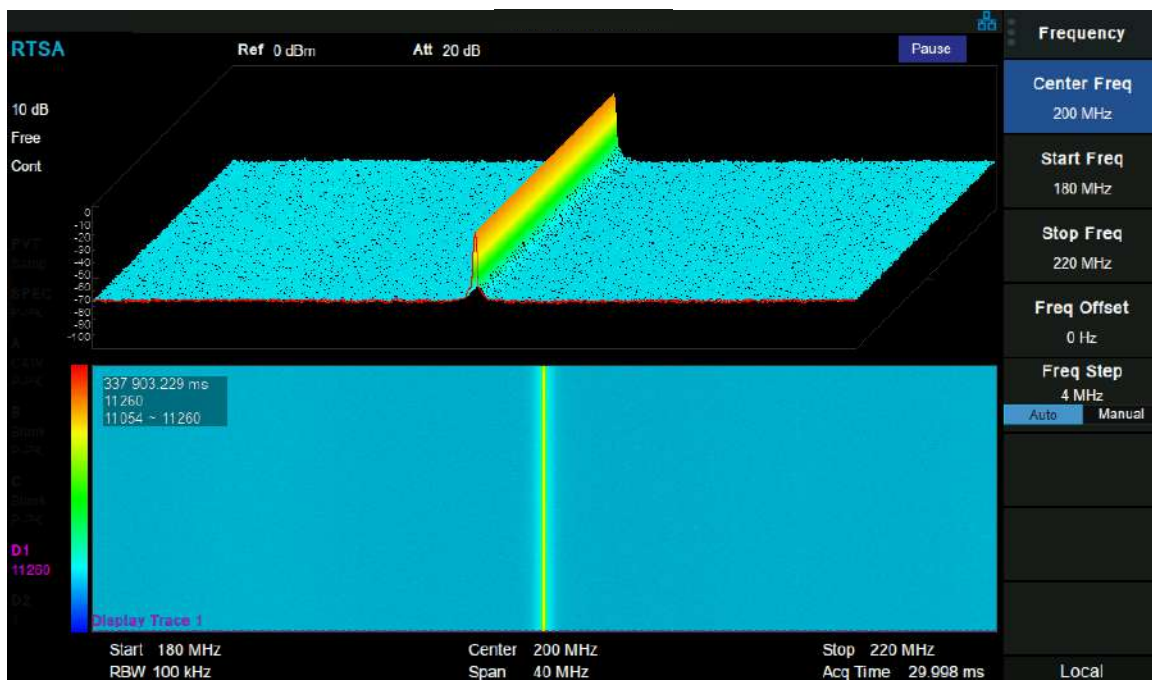 RTSA
Ref 0 dBm
Att 20 dB
Pause
10 dB
Free
Cont
0
-10
-20
-30
-40
-50
-60
-70
-80
-90
-100
337 903.229 ms
11260
11054 ~ 11260
D1
11260
D2
Display Trace 1
Start 180 MHz
Center 200 MHz
Stop 220 MHz
RBW 100 kHz
Span 40 MHz
Acq Time 29.998 ms
Frequency
Center Freq
200 MHz
Start Freq
180 MHz
Stop Freq
220 MHz
Freq Offset
0 Hz
Freq Step
4 MHz
Auto Manual
Local